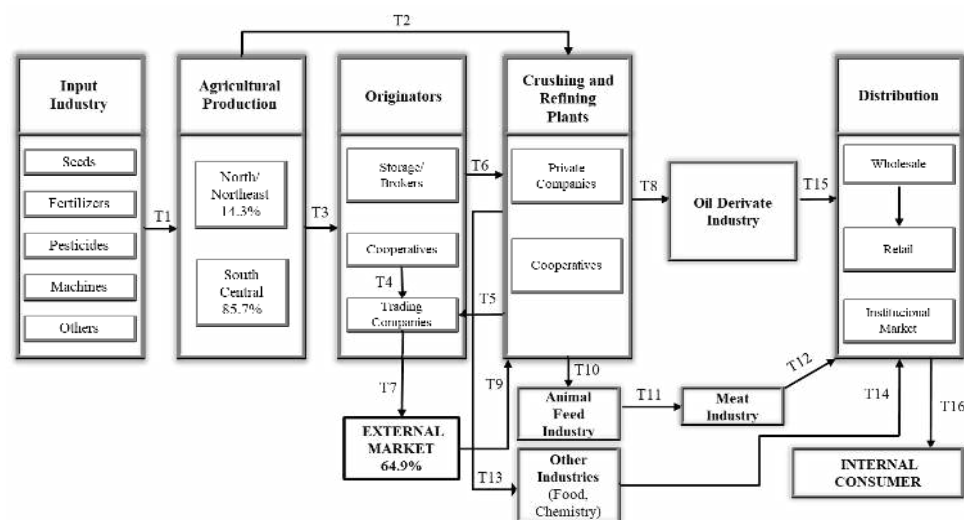 T2
Input
Industry
Seeds
Fertilizers
Pesticides
Machines
Others
T1
Agricultural
Production
North/
Northeast
14.3%
South
Central
85.7%
T3
Originators
Storage/
Brokers
Cooperatives
T4
Trading
Companies
T5
T6
T7
EXTERNAL
MARKET
64.9%
Crushing and
Refining
Plants
Private
Companies
Cooperatives
T8
T9
T10
Animal
Feed
Industry
T11
Meat
Industry
T12
T13
Other
Industries
(Food,
Chemistry)
Oil Derivate
Industry
T15
Distribution
Wholesale
Retail
Institucional
Market
T14
T16
INTERNAL
CONSUMER